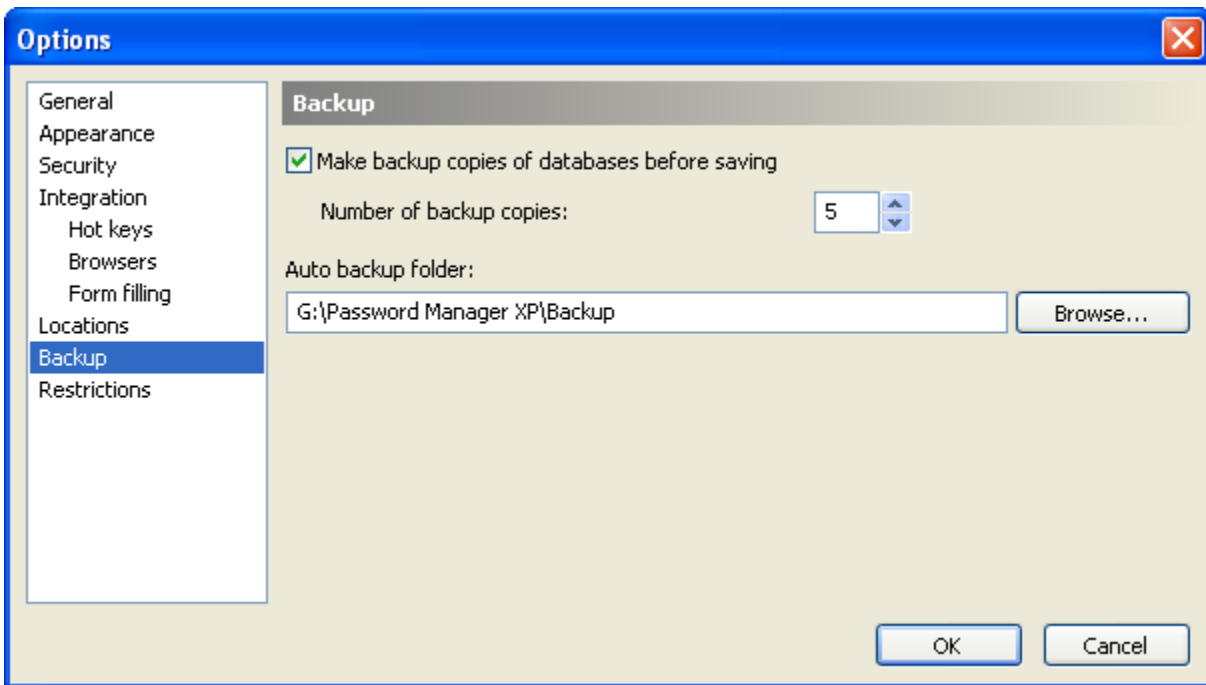 Options
General
Appearance
Security
Integration
Hot keys
Browsers
Form filling
Locations
Backup
Restrictions
Backup
Make backup copies of databases before saving
Number of backup copies: 5
Auto backup folder:
G:\Password Manager XP\Backup Browse...
OK Cancel